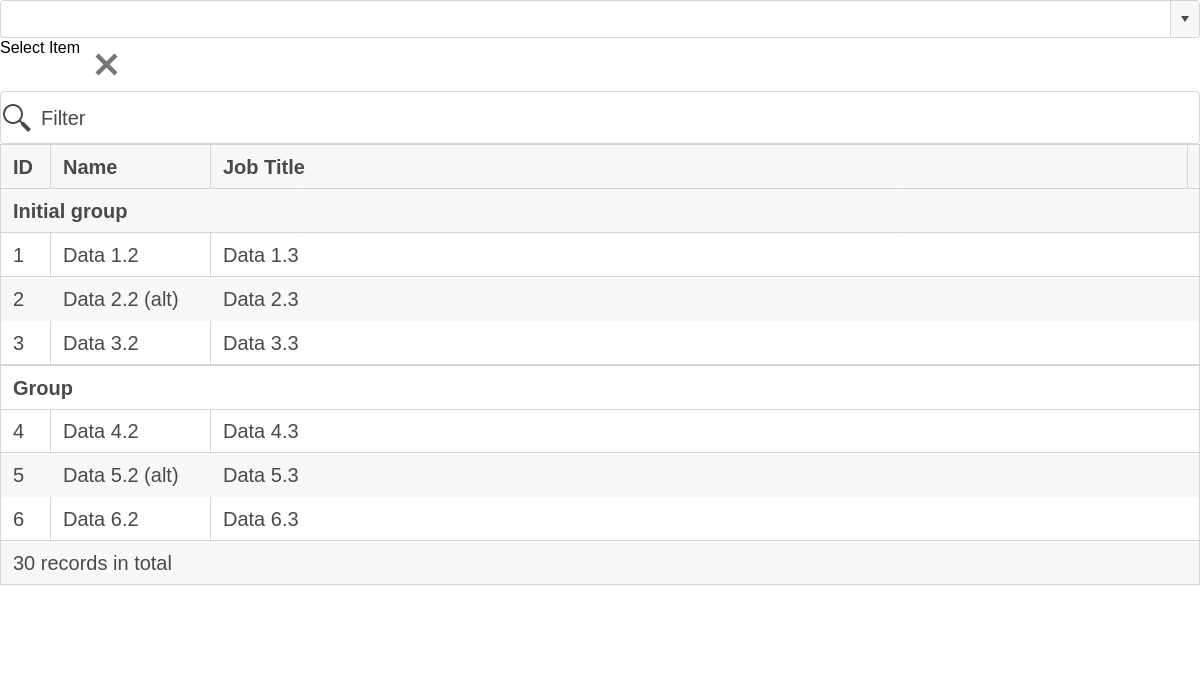 Select Item
Filter
ID Name Job Title
Initial group
1 Data 1.2 Data 1.3
2 Data 2.2 (alt) Data 2.3
3 Data 3.2 Data 3.3
Group
4 Data 4.2 Data 4.3
5 Data 5.2 (alt) Data 5.3
6 Data 6.2 Data 6.3
30 records in total